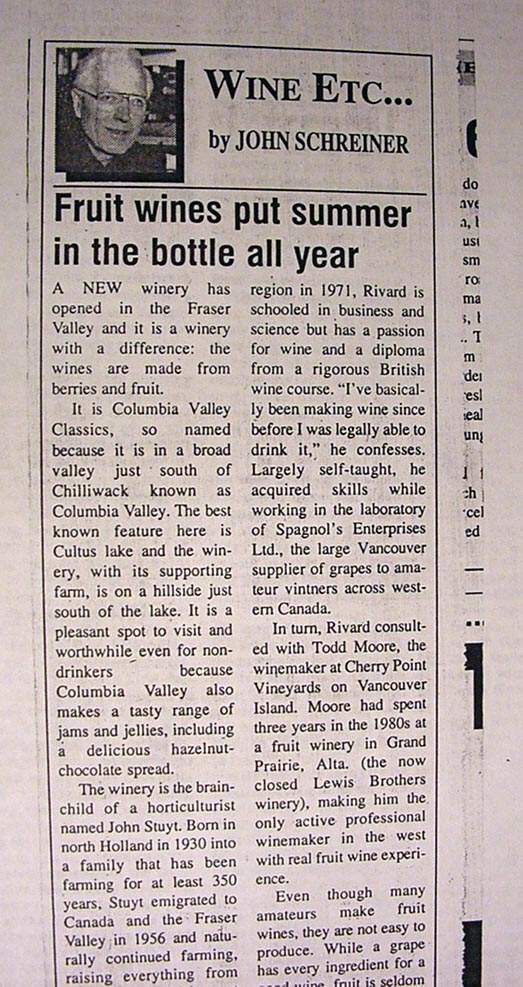 WINE ETC...
by JOHN SCHREINER
Fruit wines put summer
in the bottle all year
A NEW winery has
opened in the Fraser
Valley and it is a winery
with a difference: the
wines are made from
berries and fruit.
It is Columbia Valley
Classics, so named
because it is in a broad
valley just south of
Chilliwack known as
Columbia Valley. The best
known feature here is
Cultus lake and the win-
ery, with its supporting
farm, is on a hillside just
south of the lake. It is a
pleasant spot to visit and
worthwhile even for non-
drinkers because
Columbia Valley also
makes a tasty range of
jams and jellies, including
a delicious hazelnut-
chocolate spread.
The winery is the brain-
child of a horticulturist
named John Stuyt. Born in
north Holland in 1930 into
a family that has been
farming for at least 350
years, Stuyt emigrated to
Canada and the Fraser
Valley in 1956 and natu-
rally continued farming,
raising everything from
region in 1971, Rivard is
schooled in business and
science but has a passion
for wine and a diploma
from a rigorous British
wine course. “I’ve basical-
ly been making wine since
before I was legally able to
drink it,” he confesses.
Largely self-taught, he
acquired skills while
working in the laboratory
of Spagnol’s Enterprises
Ltd., the large Vancouver
supplier of grapes to ama-
teur vintners across west-
ern Canada.
In turn, Rivard consult-
ed with Todd Moore, the
winemaker at Cherry Point
Vineyards on Vancouver
Island. Moore had spent
three years in the 1980s at
a fruit winery in Grand
Prairie, Alta. (the now
closed Lewis Brothers
winery), making him the
only active professional
winemaker in the west
with real fruit wine experi-
ence.
Even though many
amateurs make fruit
wines, they are not easy to
produce. While a grape
has every ingredient for a
good wine, fruit is seldom